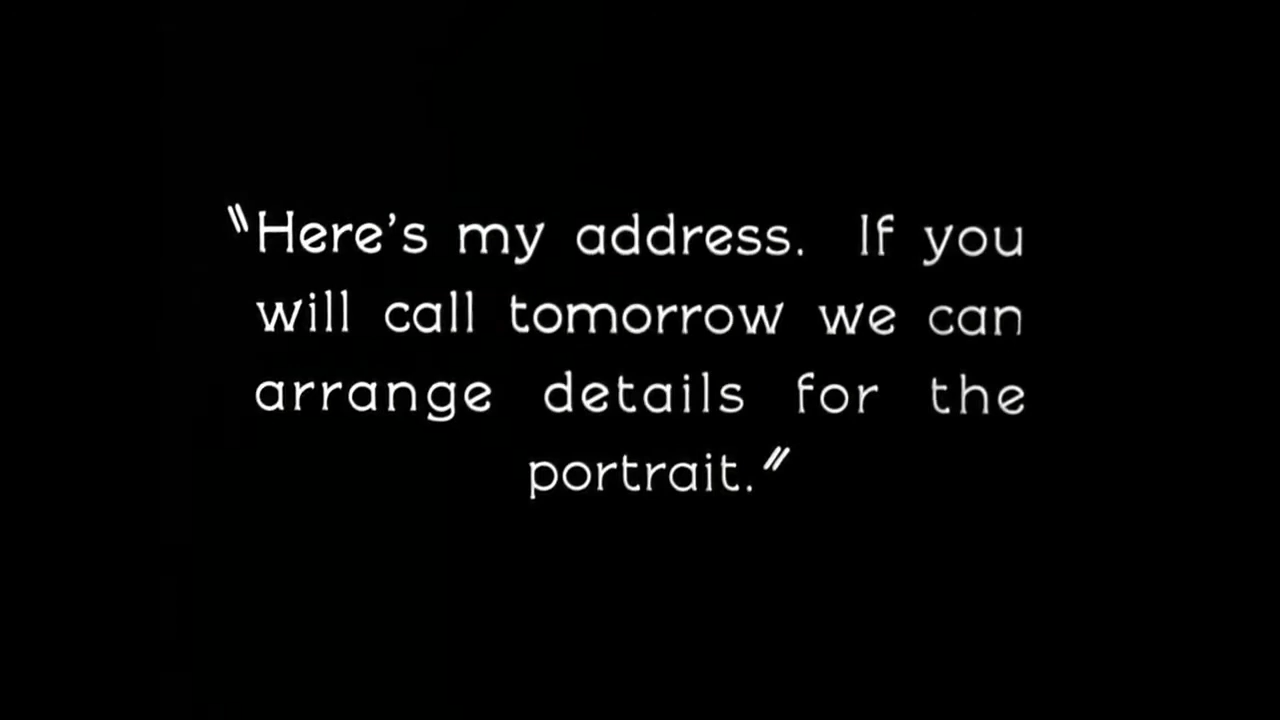 "Here's my address.  If you
will call tomorrow we can
arrange details for the
portrait."